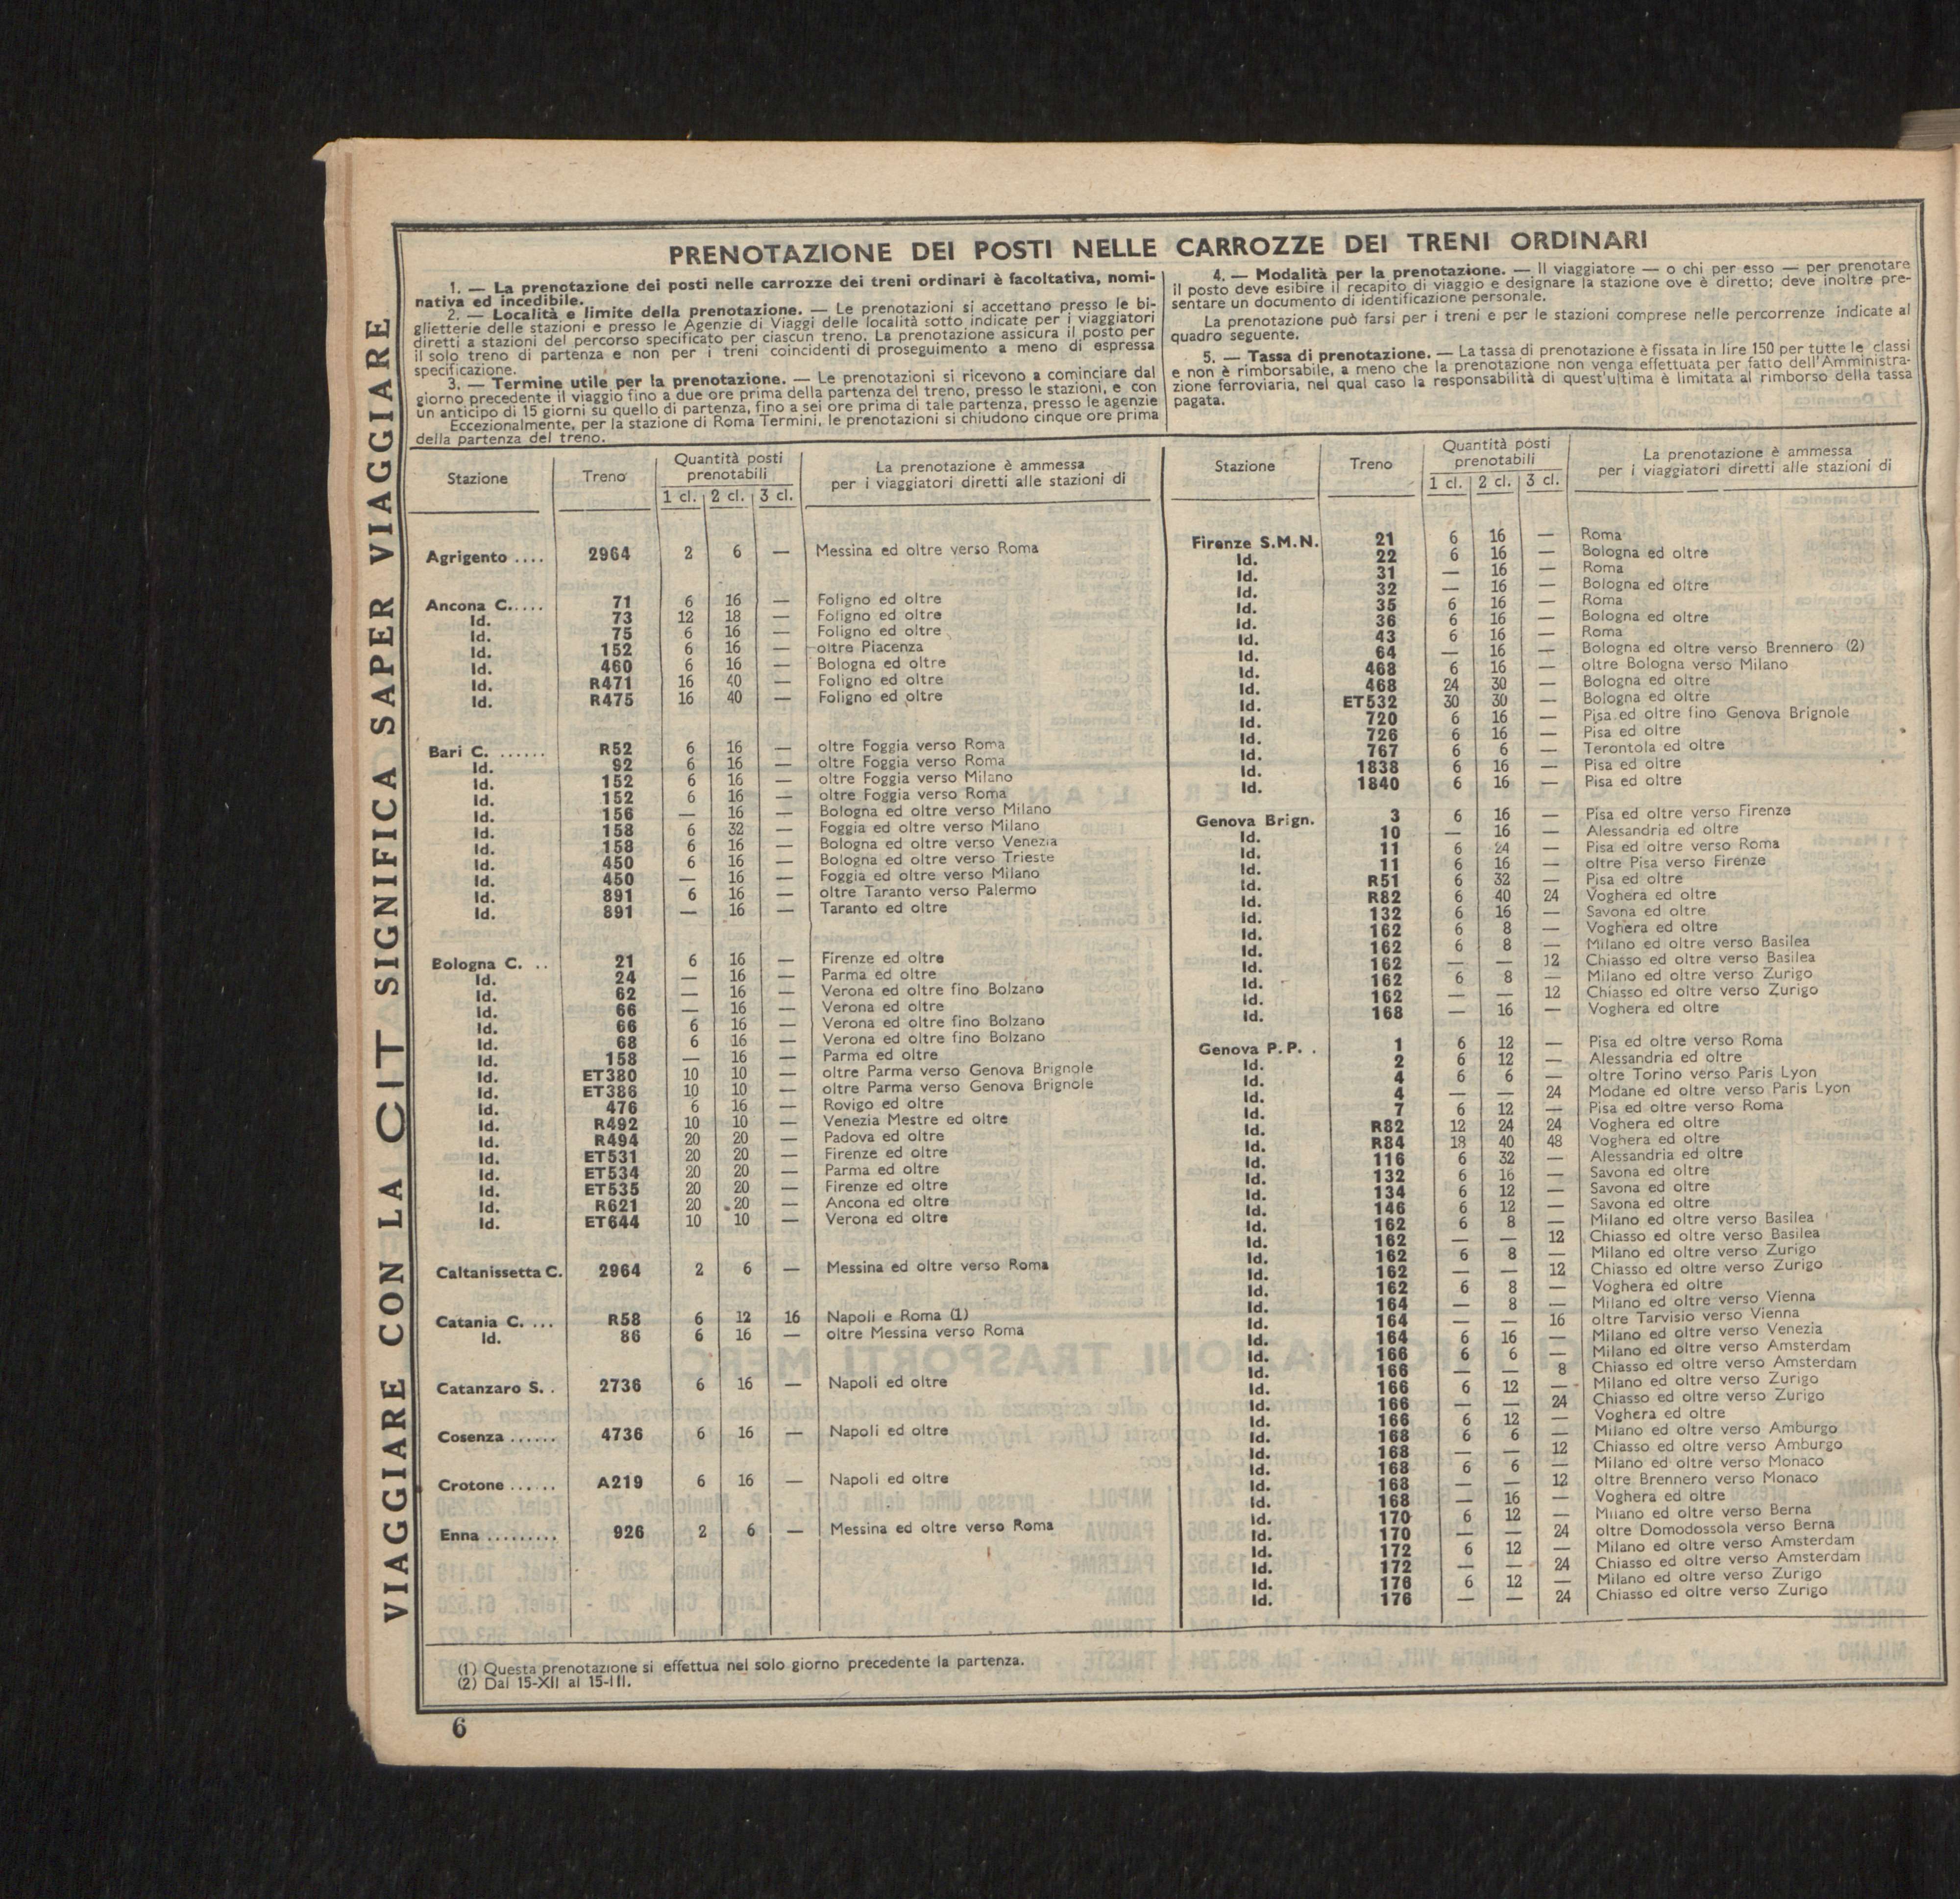 VIAGGIARE CON LA CIT SIGNIFICA SAPER VIAGGIARE
PRENOTAZIONE DEI POSTI NELLE CARROZZE DEI TRENI ORDINARI
1. — La prenotazione dei posti nelle carrozze dei treni ordinari è facoltativa, nomi-
nativa ed incedibile.
2. — Località e limite della prenotazione. — Le prenotazioni si accettano presso le bi-
glietterie delle stazioni e presso le Agenzie di Viaggi delle località sotto indicate per i viaggiatori
diretti a stazioni del percorso specificato per ciascun treno. La prenotazione assicura il posto per
il solo treno di partenza e non per i treni coincidenti di proseguimento a meno di espressa
specificazione.
3. — Termine utile per la prenotazione. — Le prenotazioni si ricevono a cominciare dal
giorno precedente il viaggio fino a due ore prima della partenza del treno, presso le stazioni, e con
un anticipo di 15 giorni su quello di partenza, fino a sei ore prima di tale partenza, presso le agenzie
Eccezionalmente, per la stazione di Roma Termini, le prenotazioni si chiudono cinque ore prima
della partenza del treno.
4. — Modalità per la prenotazione. — Il viaggiatore — o chi per esso — per prenotare
il posto deve esibire il recapito di viaggio e designare la stazione ove è diretto; deve inoltre pre-
sentare un documento di identificazione personale.
La prenotazione può farsi per i treni e per le stazioni comprese nelle percorrenze indicate al
quadro seguente.
5. — Tassa di prenotazione. — La tassa di prenotazione è fissata in lire 150 per tutte le classi
e non è rimborsabile, a meno che la prenotazione non venga effettuata per fatto dell'Amministra-
zione ferroviaria, nel qual caso la responsabilità di quest'ultima è limitata al rimborso della tassa
pagata.
Stazione Treno Quantità posti prenotabili La prenotazione è ammessa per i viaggiatori diretti alle stazioni di
1 cl. 2 cl. 3 cl.
Agrigento .... 2964 2 6 — Messina ed oltre verso Roma
Ancona C..... 71 6 16 — Foligno ed oltre
Id. 73 12 18 — Foligno ed oltre
Id. 75 6 16 — Foligno ed oltre
Id. 152 6 16 — oltre Piacenza
Id. 460 6 16 — Bologna ed oltre
Id. R471 16 40 — Foligno ed oltre
Id. R475 16 40 — Foligno ed oltre
Bari C. ...... R52 6 16 — oltre Foggia verso Roma
Id. 92 6 16 — oltre Foggia verso Roma
Id. 152 6 16 — oltre Foggia verso Milano
Id. 152 6 16 — oltre Foggia verso Roma
Id. 156 — 16 — Bologna ed oltre verso Milano
Id. 158 6 32 — Foggia ed oltre verso Milano
Id. 158 6 16 — Bologna ed oltre verso Venezia
Id. 450 6 16 — Bologna ed oltre verso Trieste
Id. 450 — 16 — Foggia ed oltre verso Milano
Id. 891 6 16 — oltre Taranto verso Palermo
Id. 891 — 16 — Taranto ed oltre
Bologna C. .. 21 6 16 — Firenze ed oltre
Id. 24 — 16 — Parma ed oltre
Id. 62 — 16 — Verona ed oltre fino Bolzano
Id. 66 — 16 — Verona ed oltre
Id. 66 6 16 — Verona ed oltre fino Bolzano
Id. 68 6 16 — Verona ed oltre fino Bolzano
Id. 158 — 16 — Parma ed oltre
Id. ET380 10 10 — oltre Parma verso Genova Brignole
Id. ET386 10 10 — oltre Parma verso Genova Brignole
Id. 476 6 16 — Rovigo ed oltre
Id. R492 10 10 — Venezia Mestre ed oltre
Id. R494 20 20 — Padova ed oltre
Id. ET531 20 20 — Firenze ed oltre
Id. ET534 20 20 — Parma ed oltre
Id. ET535 20 20 — Firenze ed oltre
Id. R621 20 20 — Ancona ed oltre
Id. ET644 10 10 — Verona ed oltre
Caltanissetta C. 2964 2 6 — Messina ed oltre verso Roma
Catania C. ... R58 6 12 16 Napoli e Roma (1)
Id. 86 6 16 — oltre Messina verso Roma
Catanzaro S. . 2736 6 16 — Napoli ed oltre
Cosenza ...... 4736 6 16 — Napoli ed oltre
Crotone ...... A219 6 16 — Napoli ed oltre
Enna ......... 926 2 6 — Messina ed oltre verso Roma
Stazione Treno Quantità posti prenotabili La prenotazione è ammessa per i viaggiatori diretti alle stazioni di
1 cl. 2 cl. 3 cl.
Firenze S.M.N. 21 6 16 — Roma
Id. 22 6 16 — Bologna ed oltre
Id. 31 — 16 — Roma
Id. 32 — 16 — Bologna ed oltre
Id. 35 6 16 — Roma
Id. 36 6 16 — Bologna ed oltre
Id. 43 6 16 — Roma
Id. 64 — 16 — Bologna ed oltre verso Brennero (2)
Id. 468 6 16 — oltre Bologna verso Milano
Id. 468 24 30 — Bologna ed oltre
Id. ET532 30 30 — Bologna ed oltre
Id. 720 6 16 — Pisa ed oltre fino Genova Brignole
Id. 726 6 16 — Pisa ed oltre
Id. 767 6 6 — Terontola ed oltre
Id. 1838 6 16 — Pisa ed oltre
Id. 1840 6 16 — Pisa ed oltre
Genova Brign. 3 6 16 — Pisa ed oltre verso Firenze
Id. 10 — 16 — Alessandria ed oltre
Id. 11 6 24 — Pisa ed oltre verso Roma
Id. 11 6 16 — oltre Pisa verso Firenze
Id. R51 6 32 — Pisa ed oltre
Id. R82 6 40 24 Voghera ed oltre
Id. 132 6 16 — Savona ed oltre
Id. 162 6 8 — Voghera ed oltre
Id. 162 6 8 — Milano ed oltre verso Basilea
Id. 162 — — 12 Chiasso ed oltre verso Basilea
Id. 162 6 8 — Milano ed oltre verso Zurigo
Id. 162 — — 12 Chiasso ed oltre verso Zurigo
Id. 168 — 16 — Voghera ed oltre
Genova P.P. . 1 6 12 — Pisa ed oltre verso Roma
Id. 2 6 12 — Alessandria ed oltre
Id. 4 6 6 — oltre Torino verso Paris Lyon
Id. 4 — — 24 Modane ed oltre verso Paris Lyon
Id. 7 6 12 — Pisa ed oltre verso Roma
Id. R82 12 24 24 Voghera ed oltre
Id. R84 18 40 48 Voghera ed oltre
Id. 116 6 32 — Alessandria ed oltre
Id. 132 6 16 — Savona ed oltre
Id. 134 6 12 — Savona ed oltre
Id. 146 6 12 — Savona ed oltre
Id. 162 6 8 — Milano ed oltre verso Basilea
Id. 162 — — 12 Chiasso ed oltre verso Basilea
Id. 162 6 8 — Milano ed oltre verso Zurigo
Id. 162 — — 12 Chiasso ed oltre verso Zurigo
Id. 162 6 8 — Voghera ed oltre
Id. 164 — 8 — Milano ed oltre verso Vienna
Id. 164 — — 16 oltre Tarvisio verso Vienna
Id. 164 6 16 — Milano ed oltre verso Venezia
Id. 166 6 6 — Milano ed oltre verso Amsterdam
Id. 166 — — 8 Chiasso ed oltre verso Amsterdam
Id. 166 6 12 — Milano ed oltre verso Zurigo
Id. 166 — — 24 Chiasso ed oltre verso Zurigo
Id. 166 6 12 — Voghera ed oltre
Id. 168 6 6 — Milano ed oltre verso Amburgo
Id. 168 — — 12 Chiasso ed oltre verso Amburgo
Id. 168 6 6 — Milano ed oltre verso Monaco
Id. 168 — — 12 oltre Brennero verso Monaco
Id. 168 — 16 — Voghera ed oltre
Id. 170 6 12 — Milano ed oltre verso Berna
Id. 170 — — 24 oltre Domodossola verso Berna
Id. 172 6 12 — Milano ed oltre verso Amsterdam
Id. 172 — — 24 Chiasso ed oltre verso Amsterdam
Id. 176 6 12 — Milano ed oltre verso Zurigo
Id. 176 — — 24 Chiasso ed oltre verso Zurigo
(1) Questa prenotazione si effettua nel solo giorno precedente la partenza.
(2) Dal 15-XII al 15-III.
6